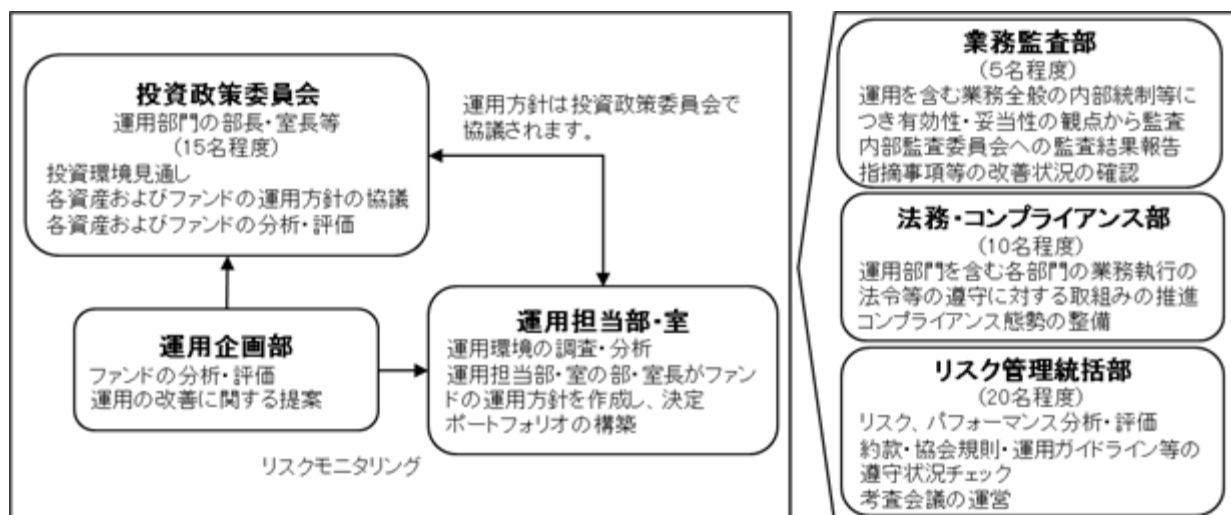 投資政策委員会
運用部門の部長・室長等
(15名程度)
投資環境見通し
各資産およびファンドの運用方針の協議
各資産およびファンドの分析・評価
運用方針は投資政策委員会で
協議されます。
運用企画部
ファンドの分析・評価
運用の改善に関する提案
運用担当部・室
運用環境の調査・分析
運用担当部・室の部・室長がファン
ドの運用方針を作成し、決定
ポートフォリオの構築
リスクモニタリング
業務監査部
(5名程度)
運用を含む業務全般の内部統制等に
つき有効性・妥当性の観点から監査
内部監査委員会への監査結果報告
指摘事項等の改善状況の確認
法務・コンプライアンス部
(10名程度)
運用部門を含む各部門の業務執行の
法令等の遵守に対する取組みの推進
コンプライアンス態勢の整備
リスク管理統括部
(20名程度)
リスク、パフォーマンス分析・評価
約款・協会規則・運用ガイドライン等の
遵守状況チェック
考査会議の運営